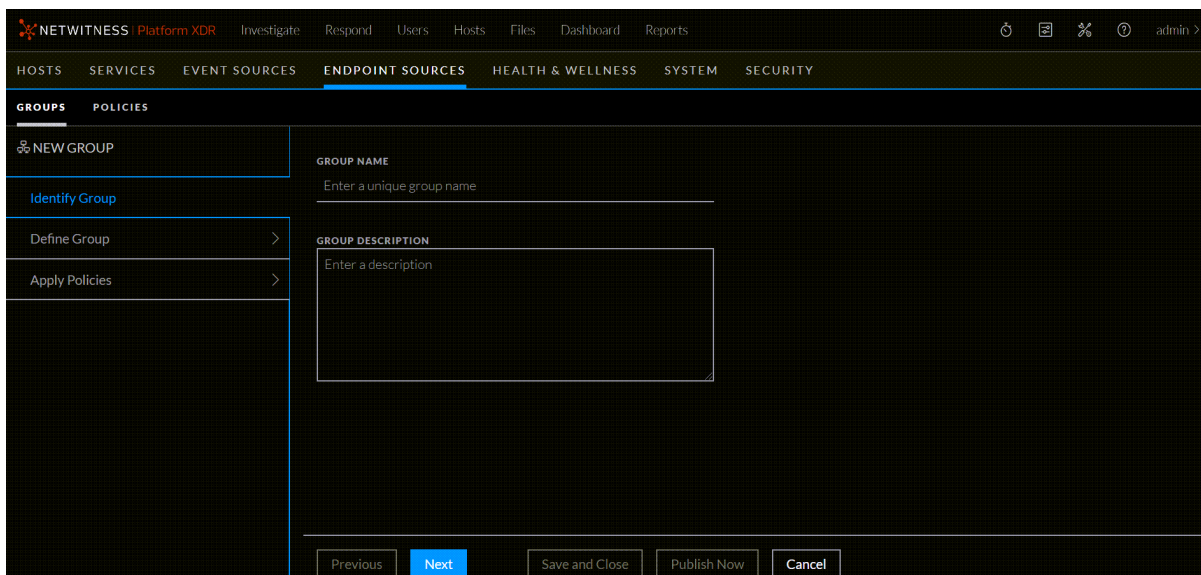 NETWITNESS Platform XDR Investigate Respond Users Hosts Files Dashboard Reports admin
HOSTS SERVICES EVENT SOURCES ENDPOINT SOURCES HEALTH & WELLNESS SYSTEM SECURITY
GROUPS POLICIES
NEW GROUP
Identify Group
Define Group
Apply Policies
GROUP NAME
Enter a unique group name
GROUP DESCRIPTION
Enter a description
Previous Next Save and Close Publish Now Cancel